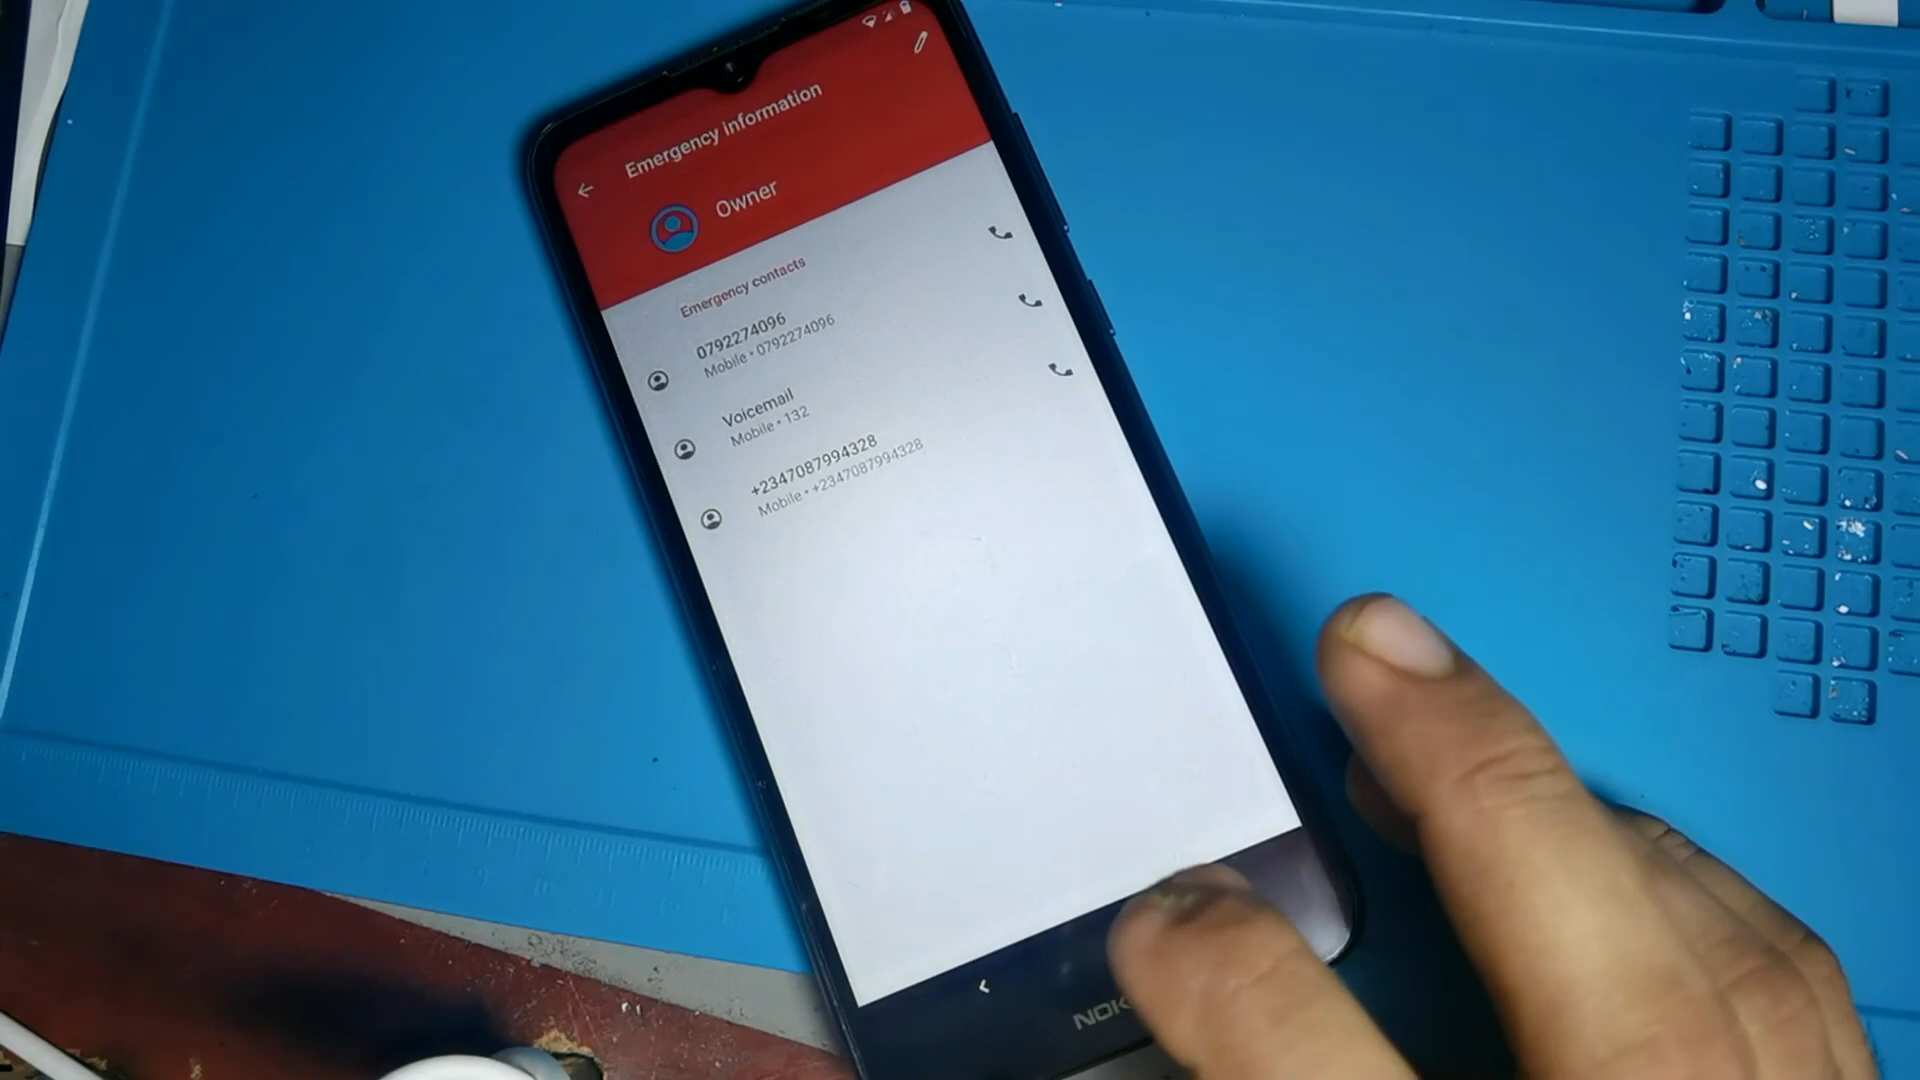 Emergency information
Owner
Emergency contacts
0792274096
Mobile • 0792274096
Voicemail
Mobile • 132
+2347087994328
Mobile • +2347087994328
NOK